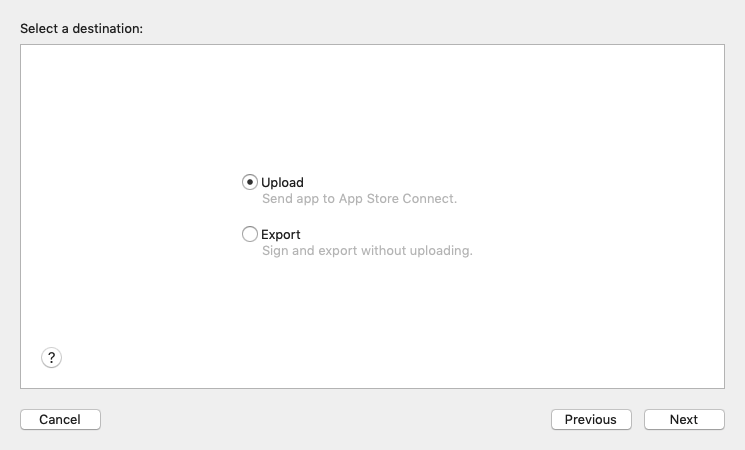 Select a destination:
Upload
Send app to App Store Connect.
Export
Sign and export without uploading.
?
Cancel
Previous
Next